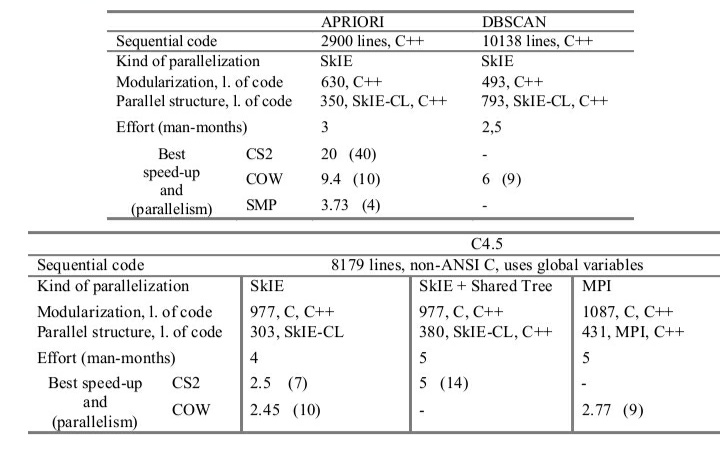 APRIORI DBSCAN
Sequential code 2900 lines, C++ 10138 lines, C++
Kind of parallelization SkIE SkIE
Modularization, l. of code 630, C++ 493, C++
Parallel structure, l. of code 350, SkIE-CL, C++ 793, SkIE-CL, C++
Effort (man-months) 3 2,5
Best speed-up and (parallelism) CS2 20 (40) -
COW 9.4 (10) 6 (9)
SMP 3.73 (4) -
C4.5
Sequential code 8179 lines, non-ANSI C, uses global variables
Kind of parallelization SkIE SkIE + Shared Tree MPI
Modularization, l. of code 977, C, C++ 977, C, C++ 1087, C, C++
Parallel structure, l. of code 303, SkIE-CL 380, SkIE-CL, C++ 431, MPI, C++
Effort (man-months) 4 5 5
Best speed-up and (parallelism) CS2 2.5 (7) 5 (14) -
COW 2.45 (10) - 2.77 (9)